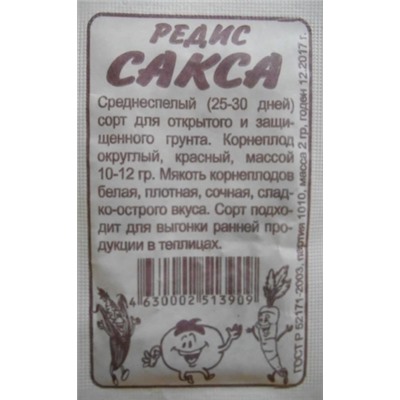 РЕДИС
САКСА
Среднеспелый (25-30 дней)
сорт для открытого и защи-
щенного грунта. Корнеплод
округлый, красный, массой
10-12 гр. Мякоть корнеплодов
белая, плотная, сочная, слад-
ко-острого вкуса. Сорт подхо-
дит для выгонки ранней про-
дукции в теплицах.
4630002513909
ГОСТ Р 52171-2003, партия 1010, масса 2 гр, годен 12.2017 г.